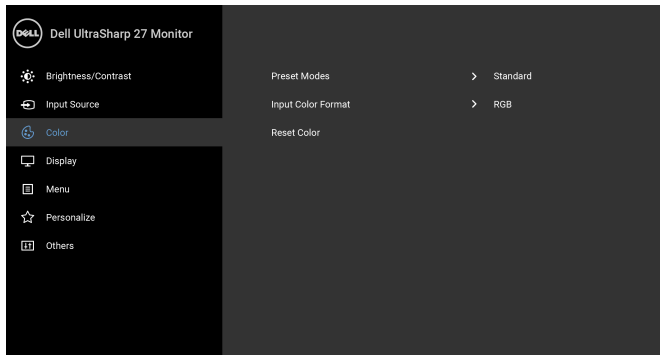 DELL Dell UltraSharp 27 Monitor
Brightness/Contrast Preset Modes Standard
Input Source Input Color Format RGB
Color Reset Color
Display
Menu
Personalize
Others